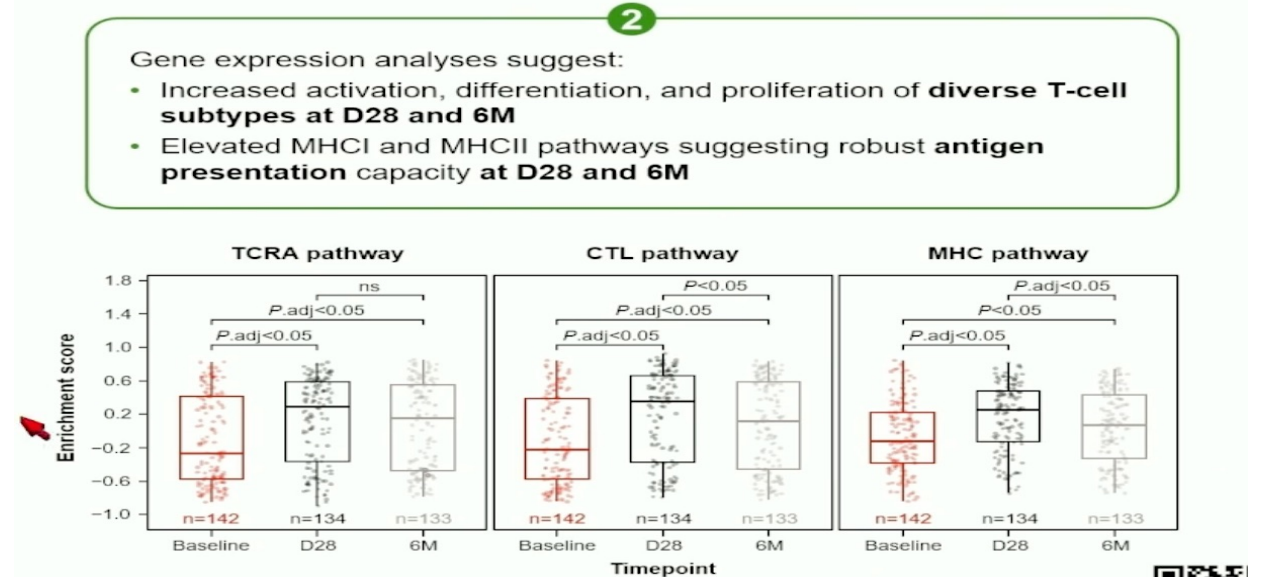 2
Gene expression analyses suggest:
• Increased activation, differentiation, and proliferation of diverse T-cell
subtypes at D28 and 6M
• Elevated MHCI and MHCII pathways suggesting robust antigen
presentation capacity at D28 and 6M
TCRA pathway
CTL pathway
MHC pathway
Enrichment score
1.8
1.4
1.0
0.6
0.2
−0.2
−0.6
−1.0
ns
P.adj<0.05
P.adj<0.05
n=142
n=134
n=133
Baseline
D28
6M
P<0.05
P.adj<0.05
P.adj<0.05
n=142
n=134
n=133
Baseline
D28
6M
P.adj<0.05
P<0.05
P.adj<0.05
n=142
n=134
n=133
Baseline
D28
6M
Timepoint